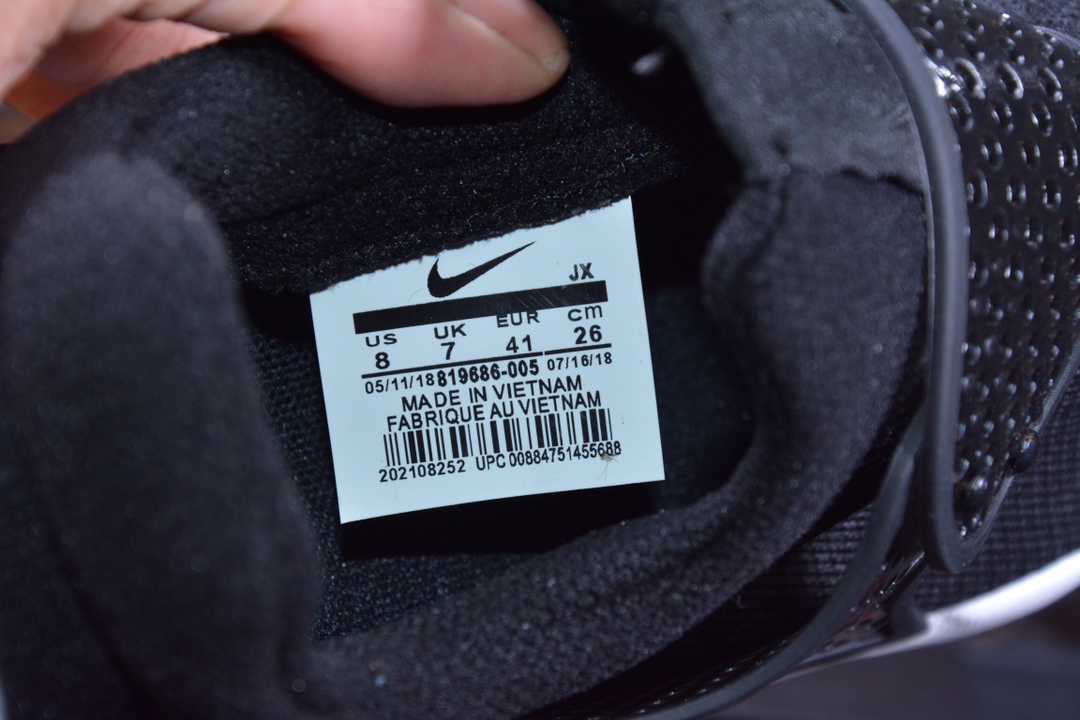 JX
US UK EUR cm
8 7 41 26
05/11/18 819686-005 07/16/18
MADE IN VIETNAM
FABRIQUE AU VIETNAM
202108252 UPC 00884751455688